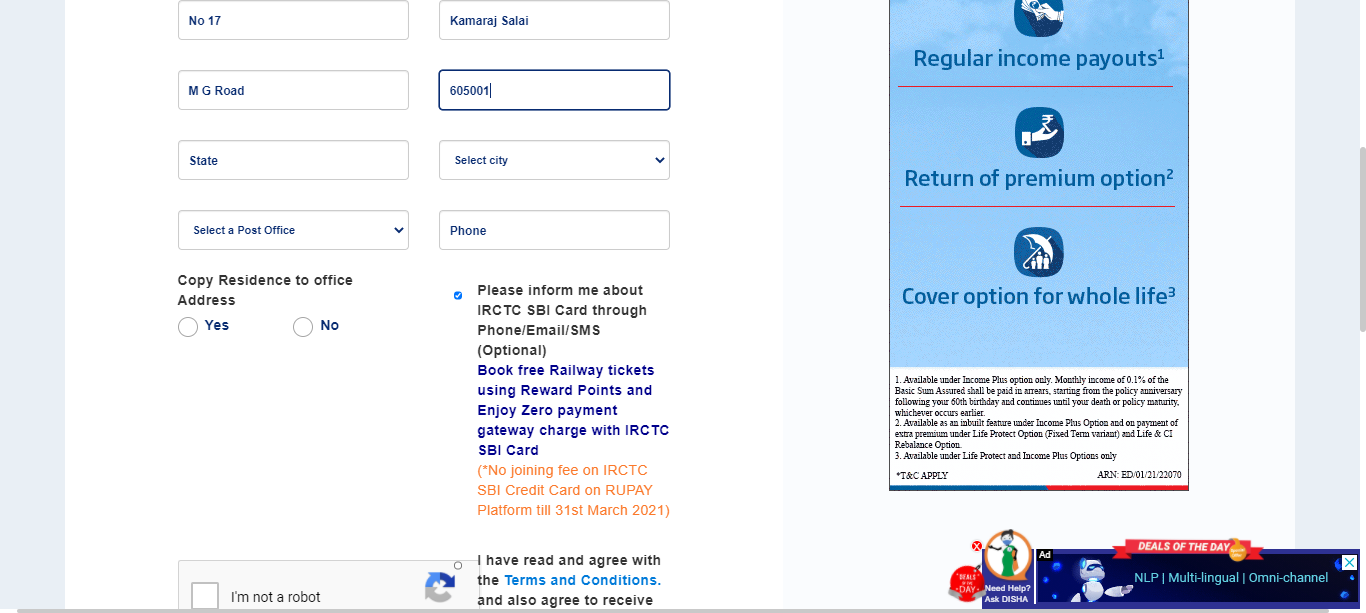 No 17
Kamaraj Salai
M G Road
605001
State
Select city
Select a Post Office
Phone
Copy Residence to office
Address
Yes
No
Please inform me about
IRCTC SBI Card through
Phone/Email/SMS
(Optional)
Book free Railway tickets
using Reward Points and
Enjoy Zero payment
gateway charge with IRCTC
SBI Card
(*No joining fee on IRCTC
SBI Credit Card on RUPAY
Platform till 31st March 2021)
I'm not a robot
I have read and agree with
the Terms and Conditions.
and also agree to receive
Regular income payouts1
Return of premium option2
Cover option for whole life3
1. Available under Income Plus option only. Monthly income of 0.1% of the
Basic Sum Assured shall be paid in arrears, starting from the policy anniversary
following your 60th birthday and continues until your death or policy maturity,
whichever occurs earlier.
2. Available as an inbuilt feature under Income Plus Option and on payment of
extra premium under Life Protect Option (Fixed Term variant) and Life & CI
Rebalance Option.
3. Available under Life Protect and Income Plus Options only
*T&C APPLY
ARN: ED/01/21/22070
DEALS OF THE DAY
Ad
NLP | Multi-lingual | Omni-channel
DEALS OF THE
DAY
Need Help?
Ask DISHA